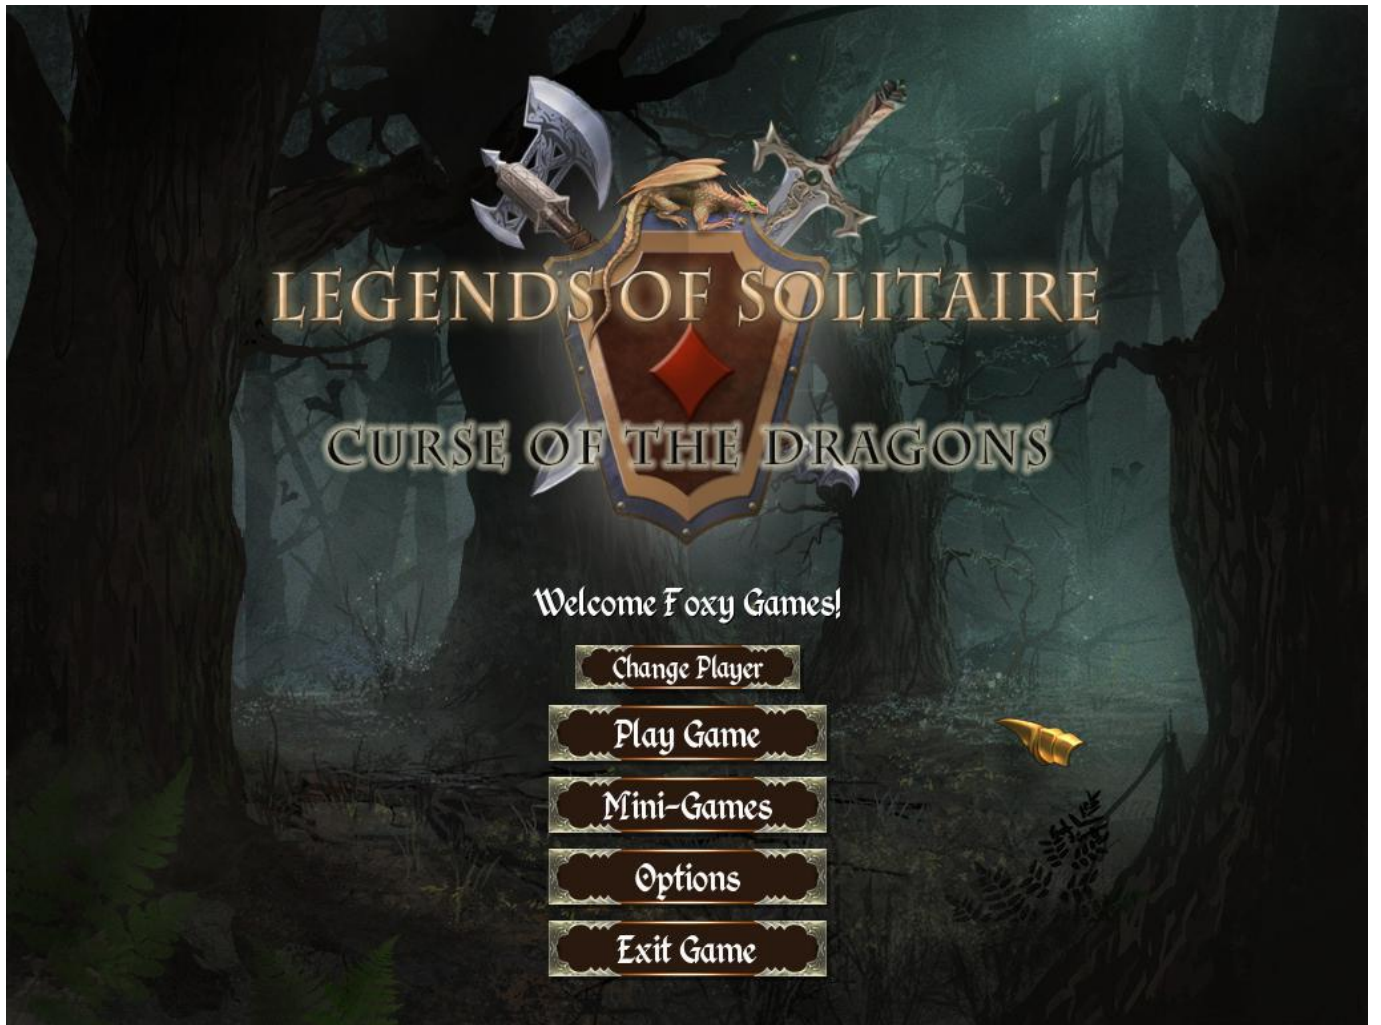 LEGENDS OF SOLITAIRE
CURSE OF THE DRAGONS
Welcome Foxy Games!
Change Player
Play Game
Mini-Games
Options
Exit Game